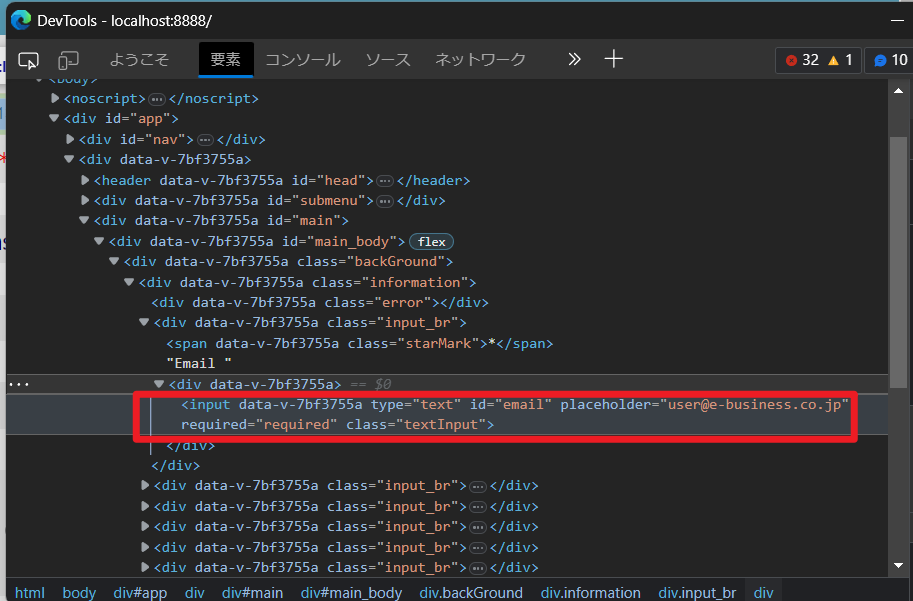 DevTools - localhost:8888/
ようこそ 要素 コンソール ソース ネットワーク 32 1 10
<body>
<noscript>…</noscript>
<div id="app">
<div id="nav">…</div>
<div data-v-7bf3755a>
<header data-v-7bf3755a id="head">…</header>
<div data-v-7bf3755a id="submenu">…</div>
<div data-v-7bf3755a id="main">
<div data-v-7bf3755a id="main_body"> flex
<div data-v-7bf3755a class="backGround">
<div data-v-7bf3755a class="information">
<div data-v-7bf3755a class="error"></div>
<div data-v-7bf3755a class="input_br">
<span data-v-7bf3755a class="starMark">*</span>
"Email "
… <div data-v-7bf3755a> == $0
<input data-v-7bf3755a type="text" id="email" placeholder="user@e-business.co.jp"
required="required" class="textInput">
</div>
</div>
<div data-v-7bf3755a class="input_br">…</div>
<div data-v-7bf3755a class="input_br">…</div>
<div data-v-7bf3755a class="input_br">…</div>
<div data-v-7bf3755a class="input_br">…</div>
<div data-v-7bf3755a class="input_br">…</div>
html body div#app div div#main div#main_body div.backGround div.information div.input_br div